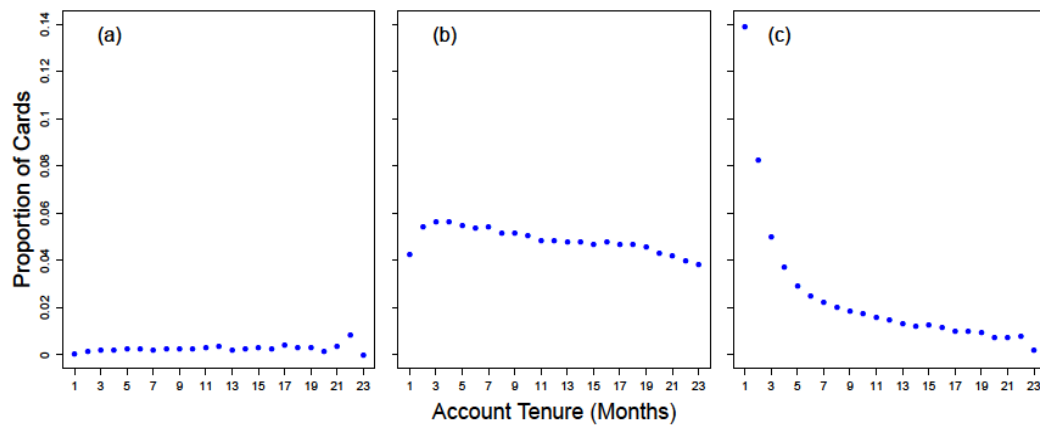 (a) (b) (c)
0.14
0.12
0.1
0.08
0.06
0.04
0.02
0
Proportion of Cards
1 3 5 7 9 11 13 15 17 19 21 23 1 3 5 7 9 11 13 15 17 19 21 23 1 3 5 7 9 11 13 15 17 19 21 23
Account Tenure (Months)